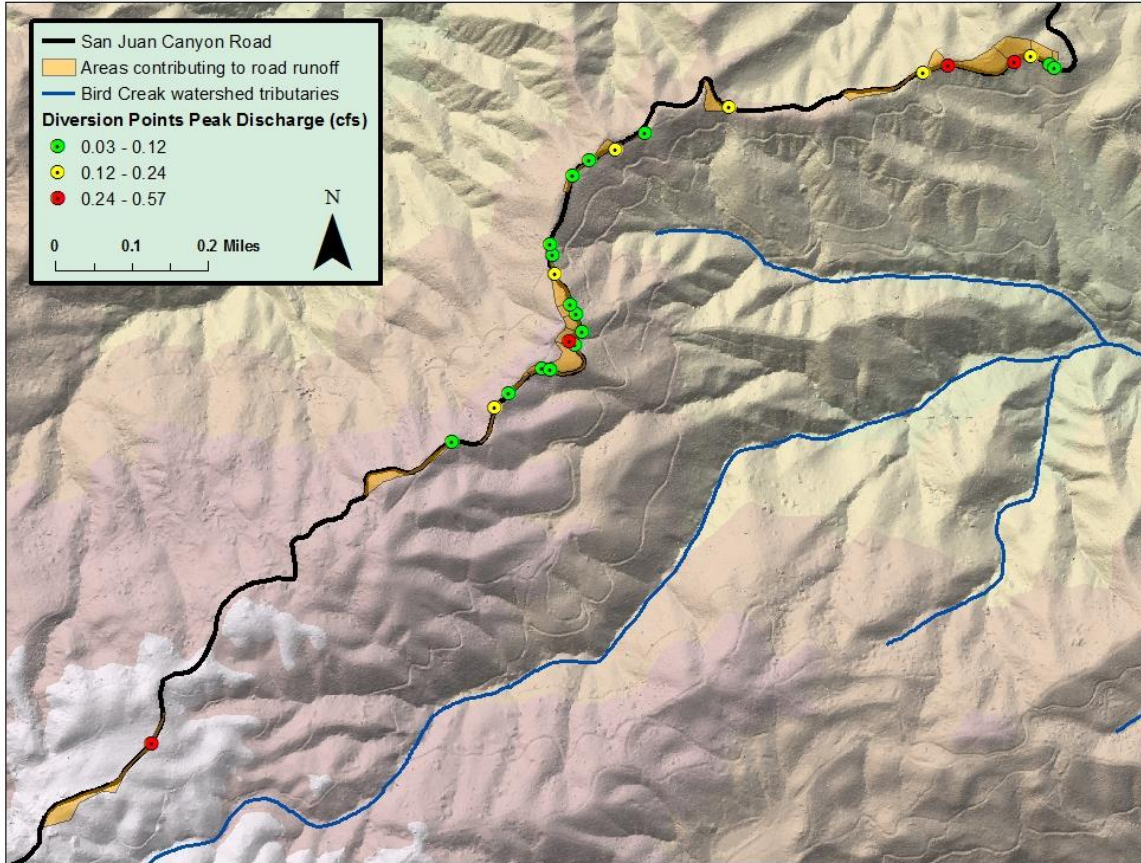 San Juan Canyon Road
Areas contributing to road runoff
Bird Creak watershed tributaries
Diversion Points Peak Discharge (cfs)
0.03 - 0.12
0.12 - 0.24
0.24 - 0.57
N
0 0.1 0.2 Miles